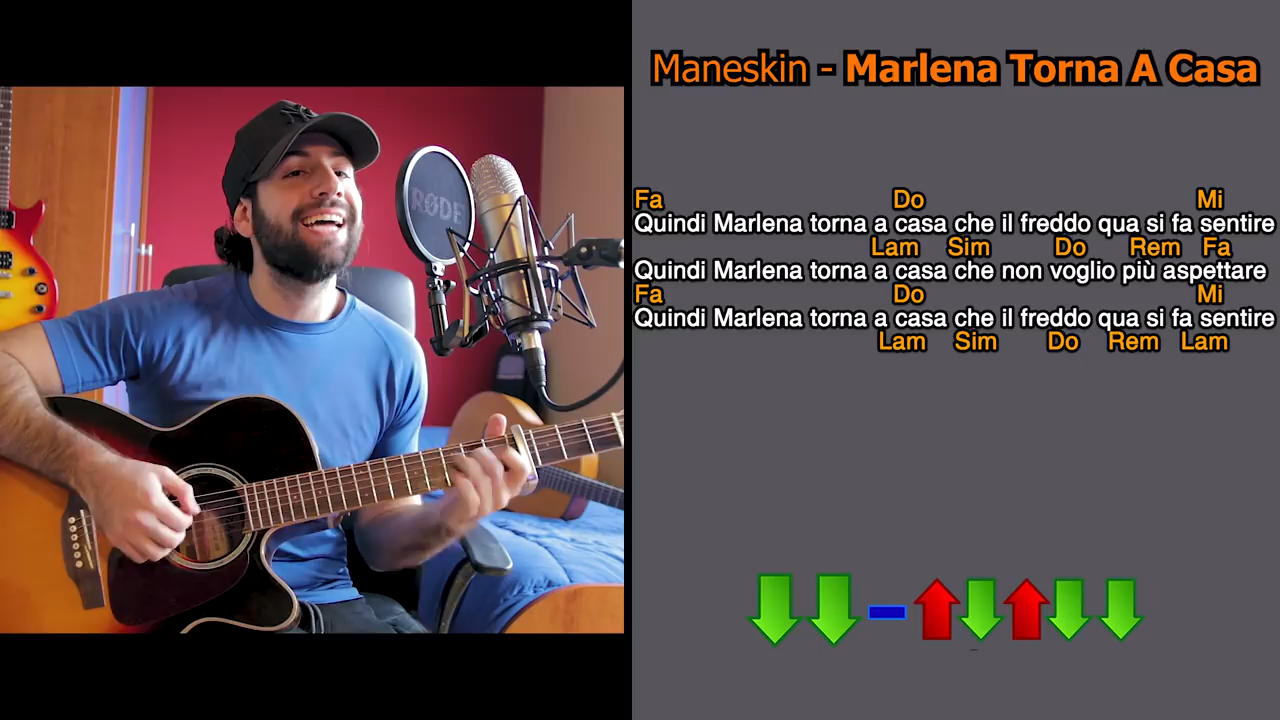 Maneskin - Marlena Torna A Casa
RØDE
Fa Do Mi
Quindi Marlena torna a casa che il freddo qua si fa sentire
Lam Sim Do Rem Fa
Quindi Marlena torna a casa che non voglio più aspettare
Fa Do Mi
Quindi Marlena torna a casa che il freddo qua si fa sentire
Lam Sim Do Rem Lam